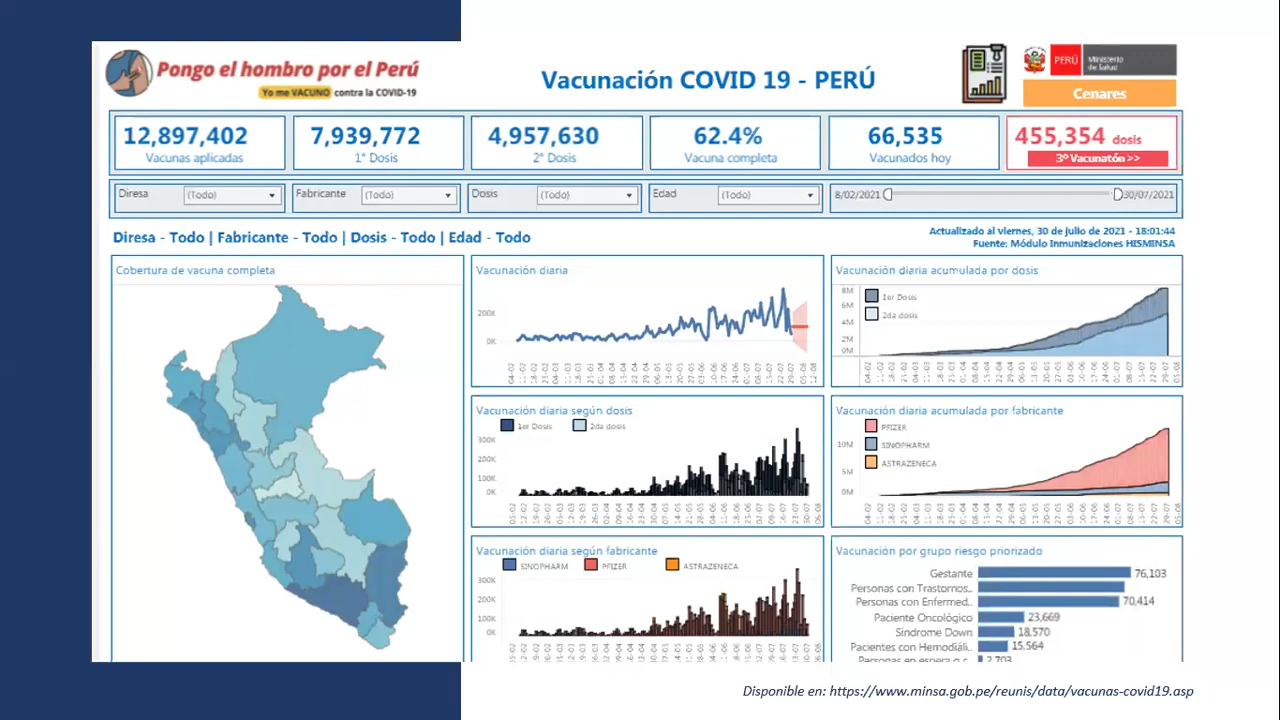 Pongo el hombro por el Perú
Yo me VACUNO contra la COVID-19
Vacunación COVID 19 - PERÚ
PERÚ Ministerio de Salud
Cenares
12,897,402
Vacunas aplicadas
7,939,772
1° Dosis
4,957,630
2° Dosis
62.4%
Vacuna completa
66,535
Vacunados hoy
455,354 dosis
3° Vacunatón >>
Diresa (Todo)
Fabricante (Todo)
Dosis (Todo)
Edad (Todo)
8/02/2021 30/07/2021
Diresa - Todo | Fabricante - Todo | Dosis - Todo | Edad - Todo
Actualizado al viernes, 30 de julio de 2021 - 18:01:44
Fuente: Módulo Inmunizaciones HISMINSA
Cobertura de vacuna completa
Vacunación diaria
200K
0K
Vacunación diaria acumulada por dosis
8M
6M
4M
2M
0M
1er Dosis
2da dosis
Vacunación diaria según dosis
1er Dosis 2da dosis
300K
200K
100K
0K
Vacunación diaria acumulada por fabricante
PFIZER
SINOPHARM
ASTRAZENECA
10M
5M
0M
Vacunación diaria según fabricante
SINOPHARM PFIZER ASTRAZENECA
300K
200K
100K
0K
Vacunación por grupo riesgo priorizado
Gestante 76,103
Personas con Trastornos..
Personas con Enfermed.. 70,414
Paciente Oncológico 23,669
Síndrome Down 18,570
Pacientes con Hemodiáli.. 15,564
Personas en espera o c.. 2,703
Disponible en: https://www.minsa.gob.pe/reunis/data/vacunas-covid19.asp